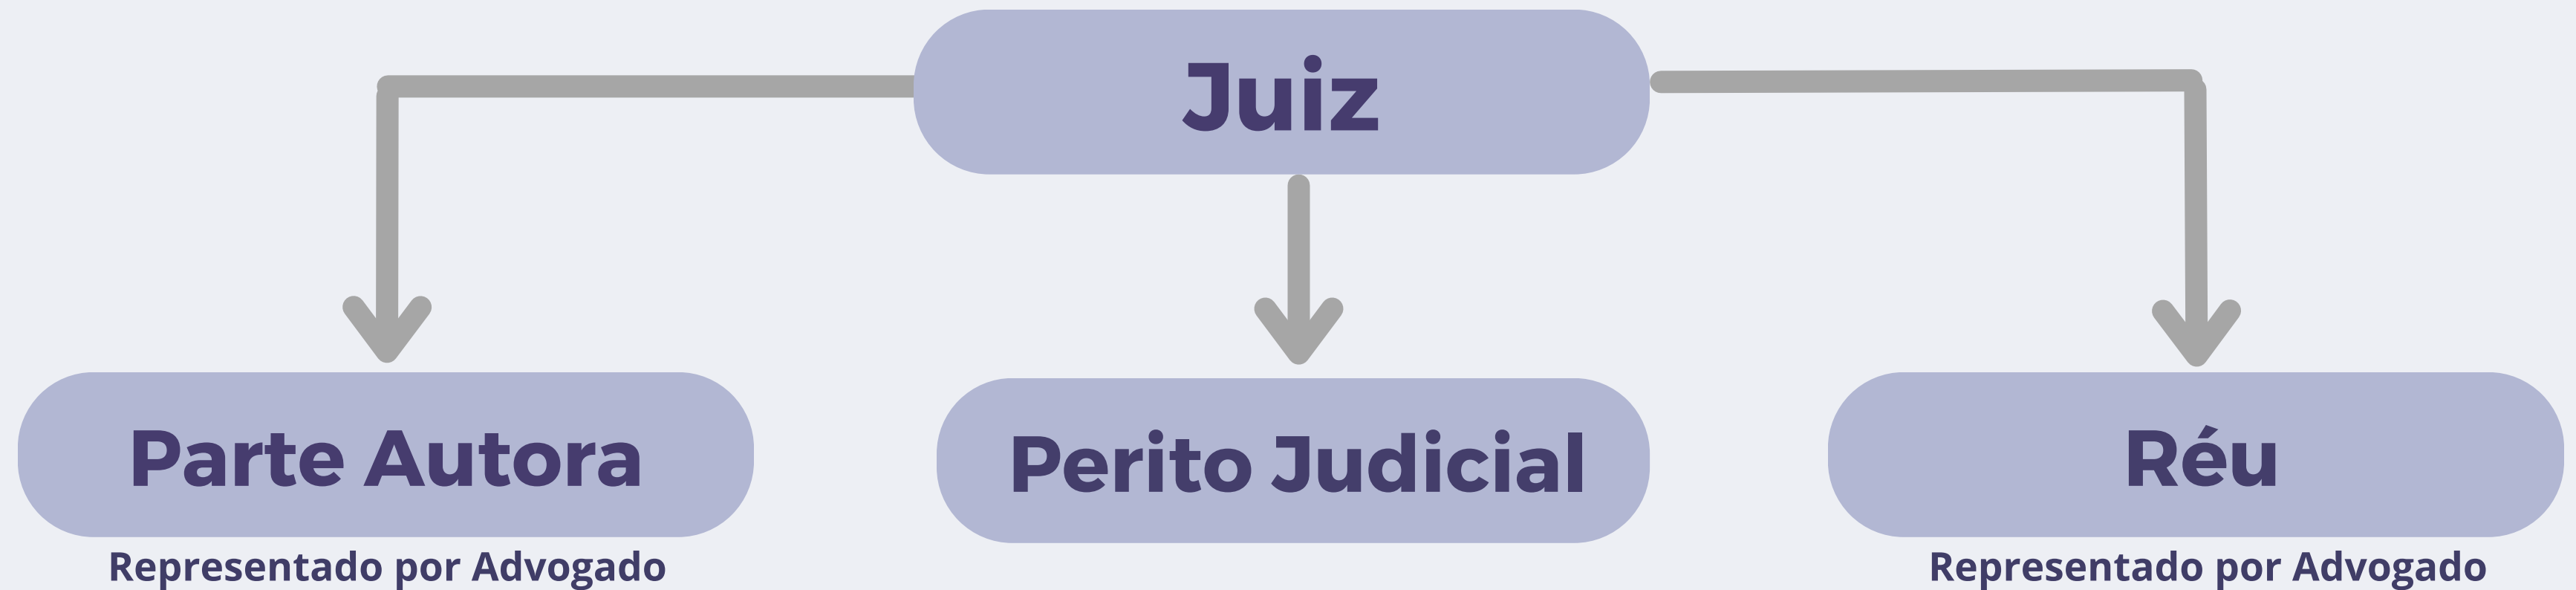 Juiz
Parte Autora
Representado por Advogado
Perito Judicial
Réu
Representado por Advogado